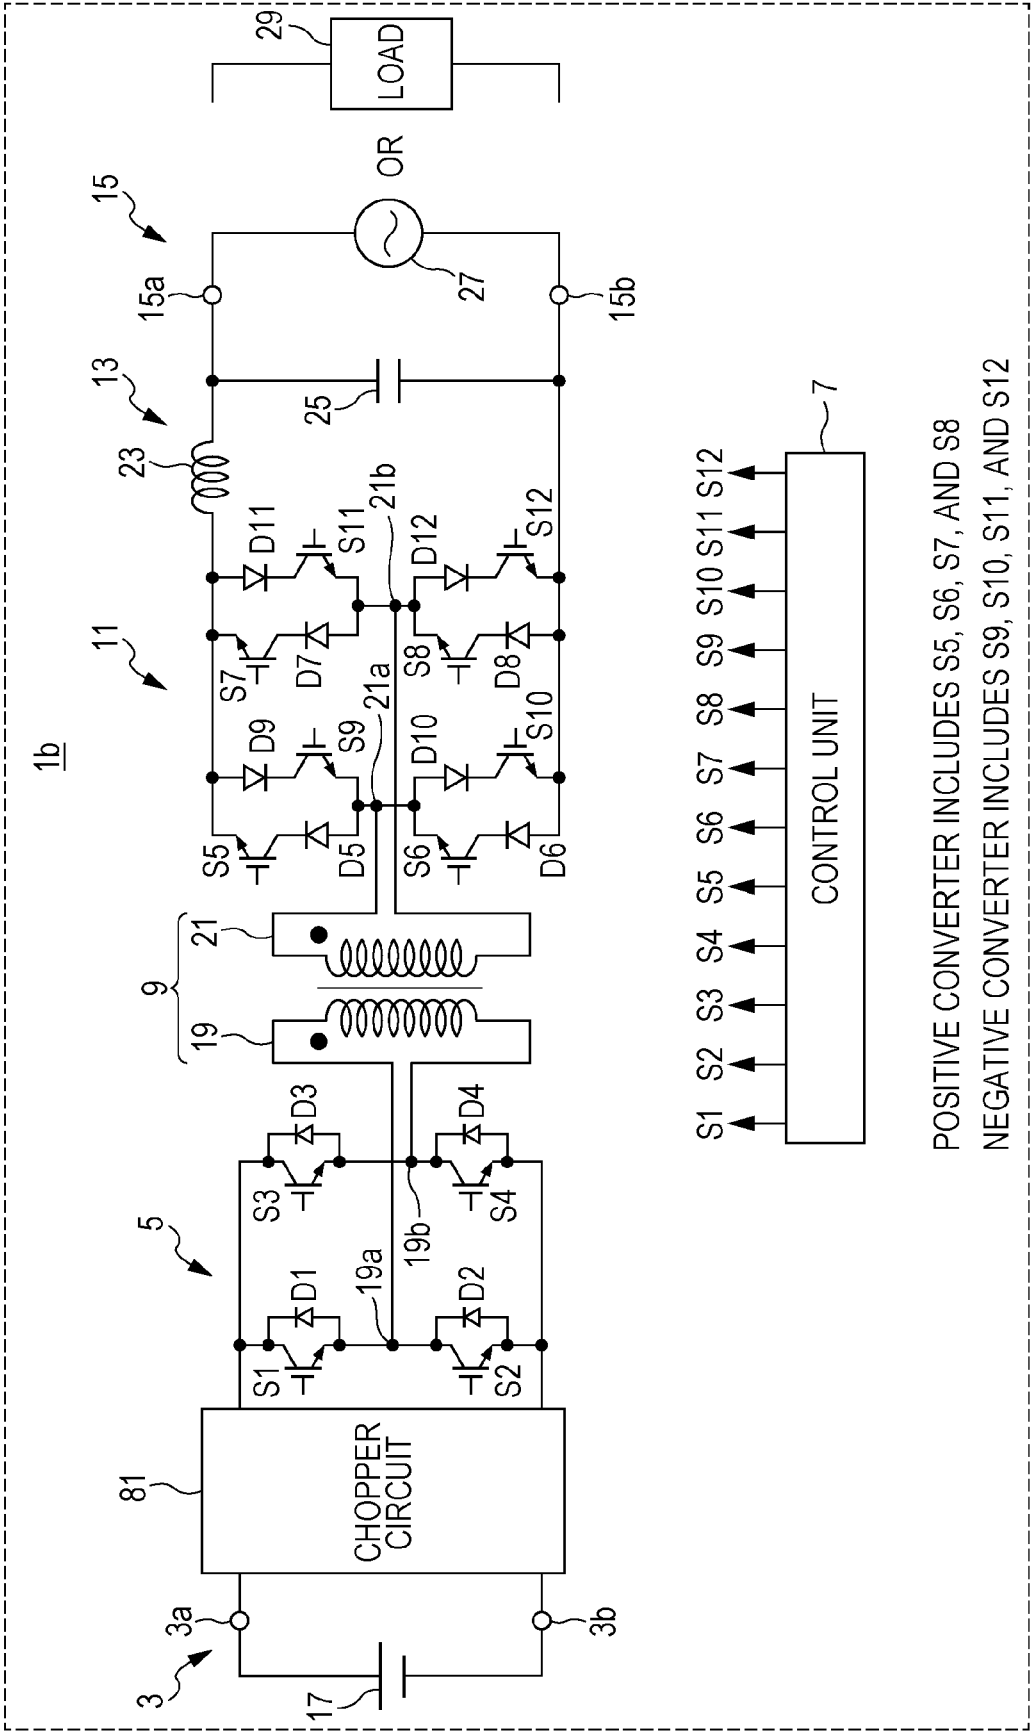 1b
3
3a
3b
17
81
CHOPPER
CIRCUIT
5
S1
D1
S2
D2
19a
S3
D3
S4
D4
19b
9
19
21
11
S5
D5
D9
S9
21a
S6
D6
D10
S10
S7
D7
D11
S11
21b
S8
D8
D12
S12
13
23
25
15
15a
15b
27
OR
29
LOAD
S1 S2 S3 S4 S5 S6 S7 S8 S9 S10 S11 S12
CONTROL UNIT
7
POSITIVE CONVERTER INCLUDES S5, S6, S7, AND S8
NEGATIVE CONVERTER INCLUDES S9, S10, S11, AND S12